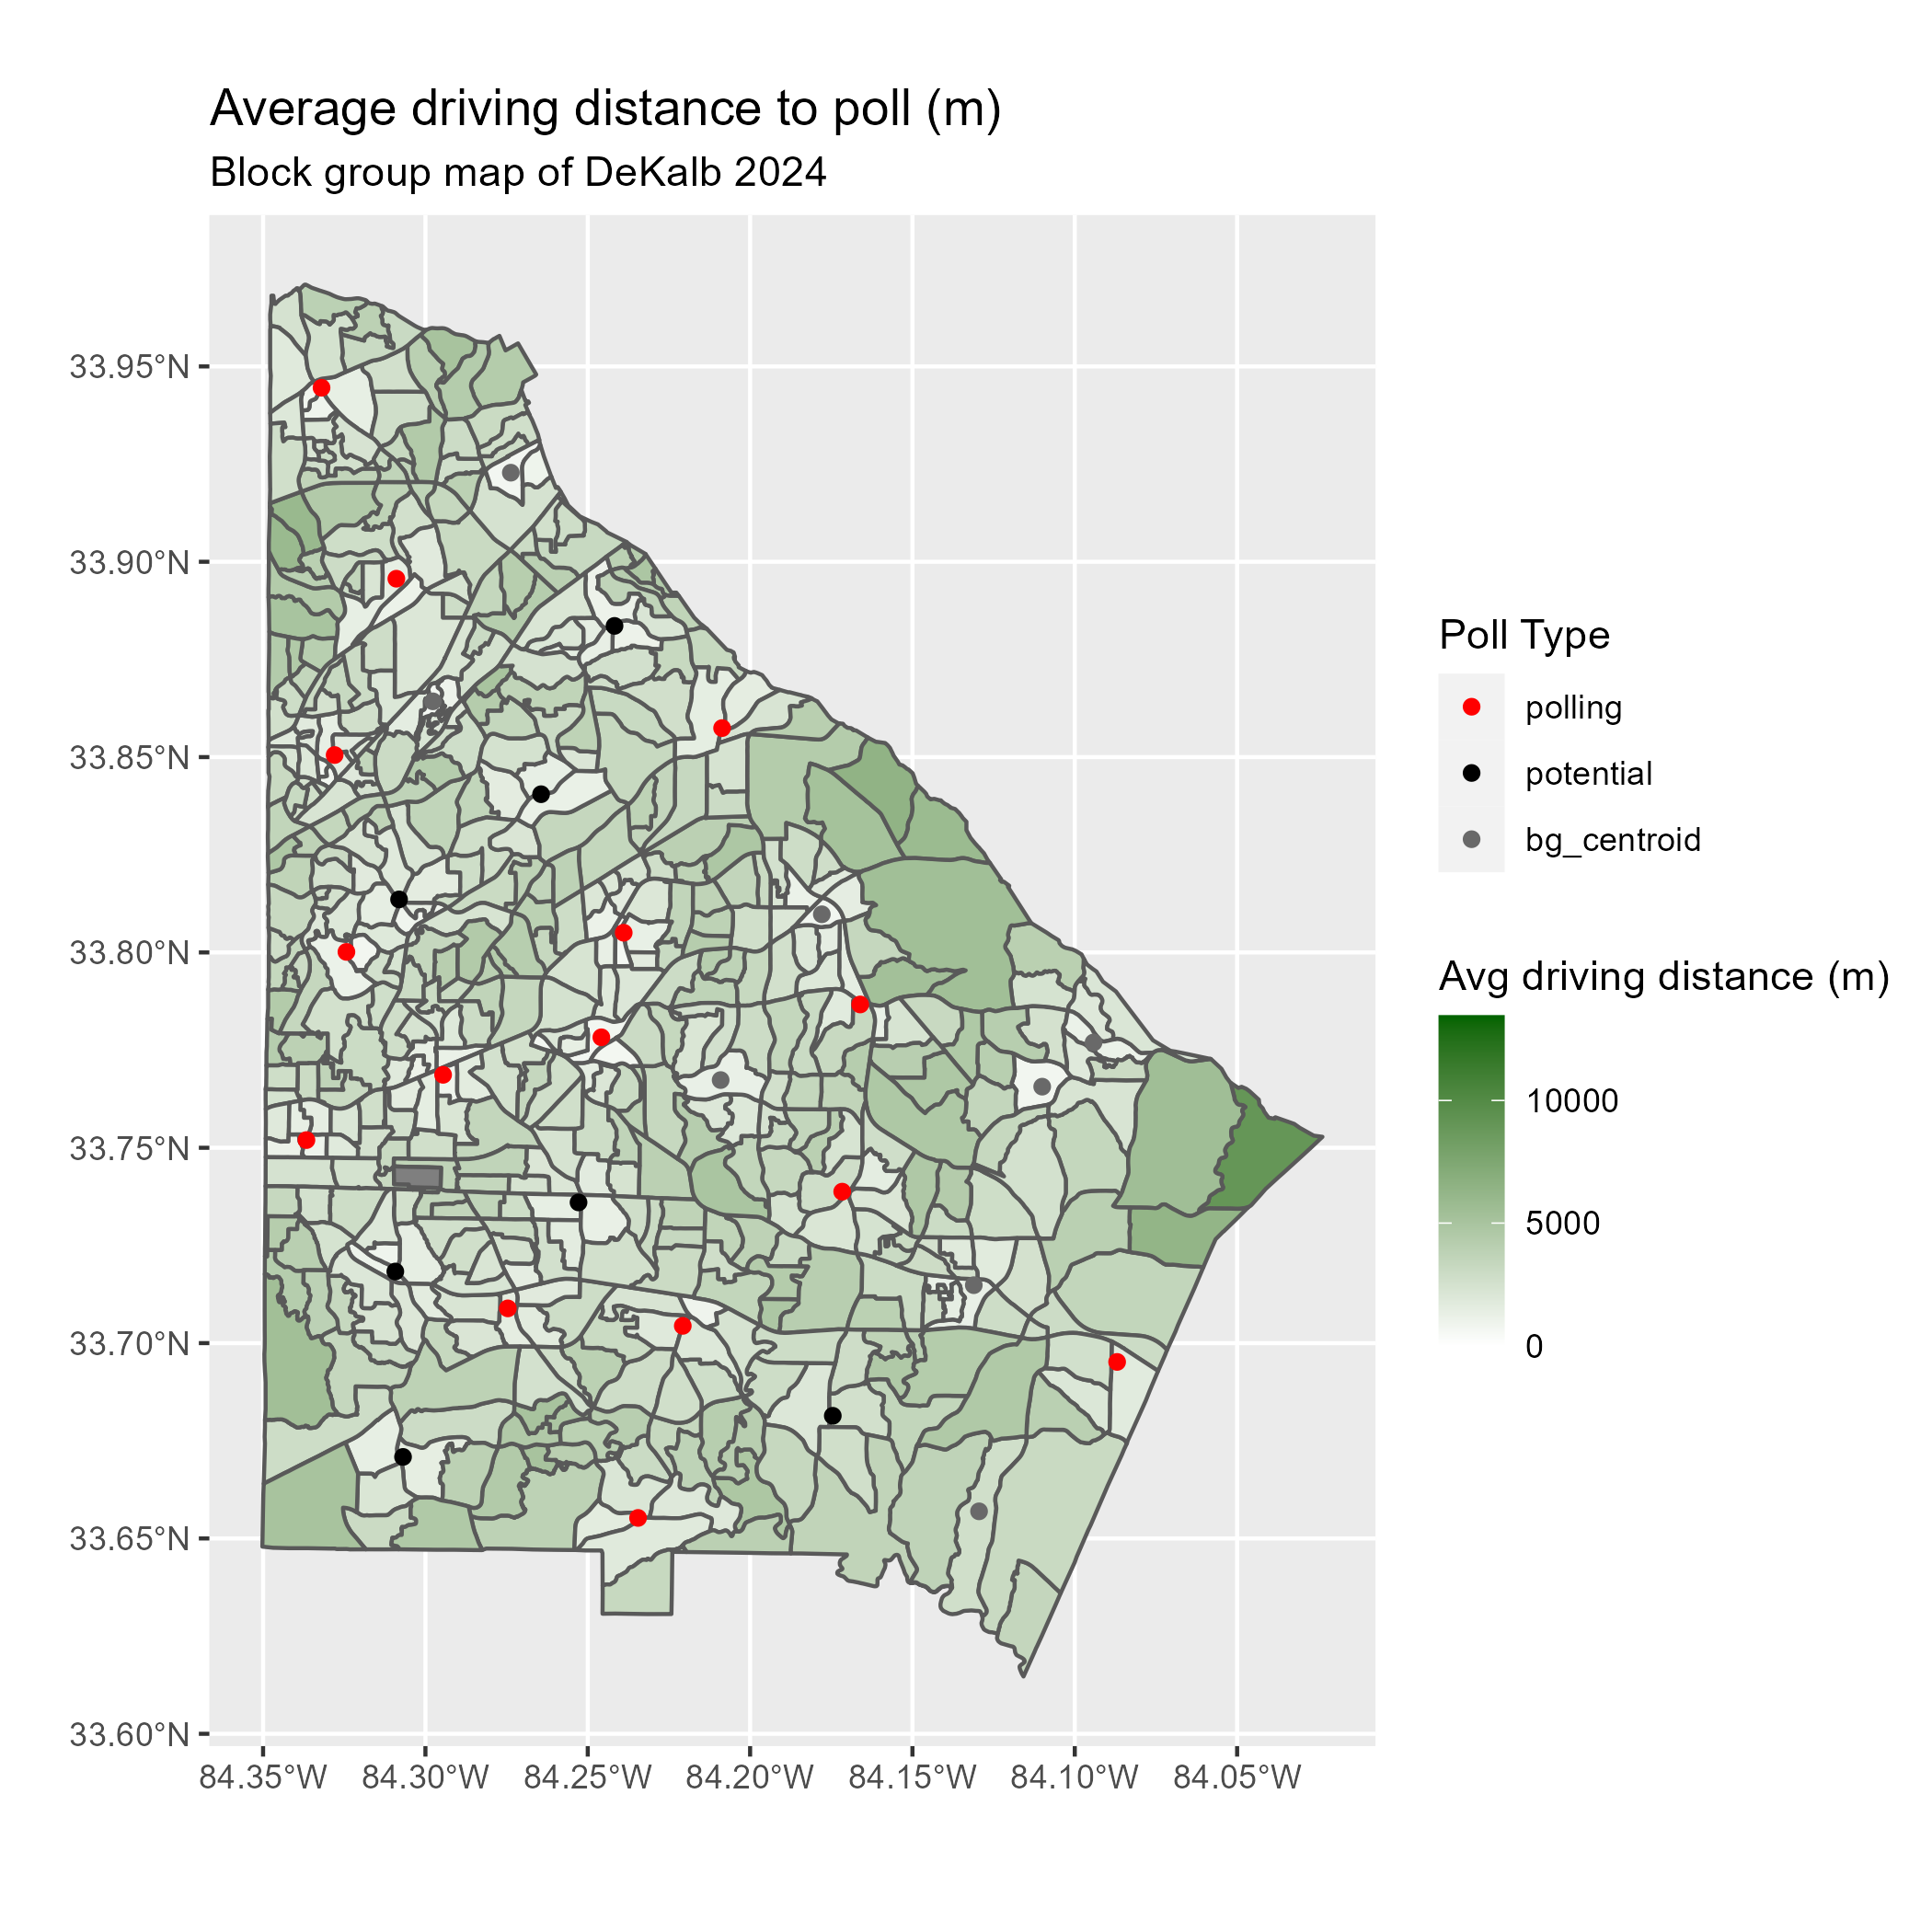 Average driving distance to poll (m)
Block group map of DeKalb 2024
33.95°N
33.90°N
33.85°N
33.80°N
33.75°N
33.70°N
33.65°N
33.60°N
84.35°W 84.30°W 84.25°W 84.20°W 84.15°W 84.10°W 84.05°W
Poll Type
polling
potential
bg_centroid
Avg driving distance (m)
10000
5000
0